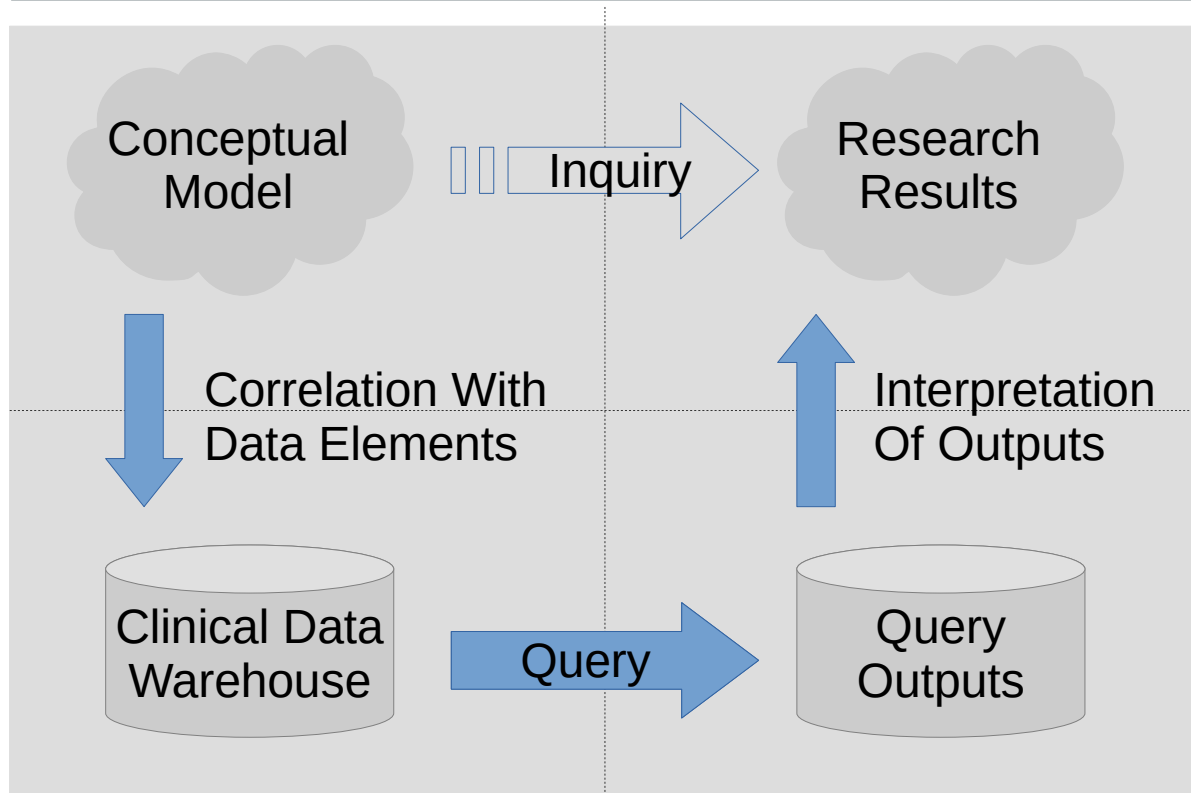 Conceptual
Model
Inquiry
Research
Results
Correlation With
Data Elements
Interpretation
Of Outputs
Clinical Data
Warehouse
Query
Query
Outputs